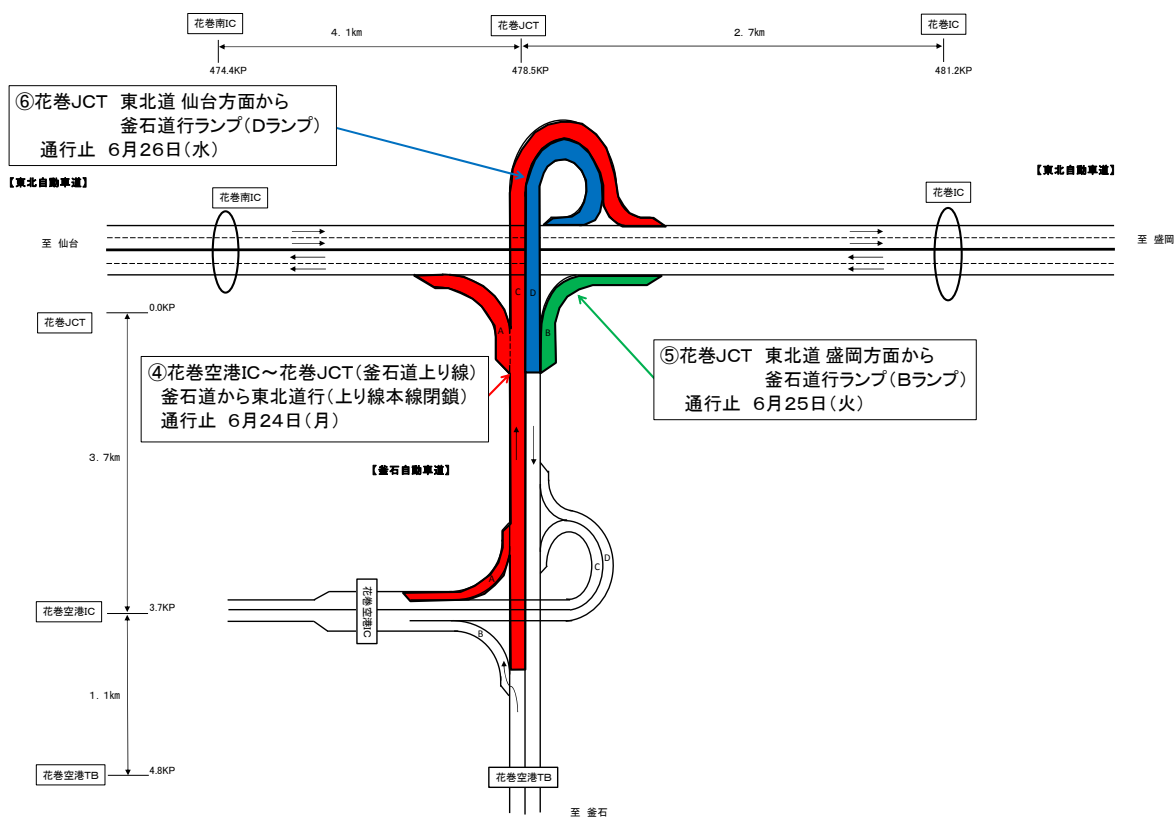 花巻南IC
花巻JCT
花巻IC
4.1km
2.7km
474.4KP
478.5KP
481.2KP
⑥花巻JCT 東北道 仙台方面から
釜石道行ランプ(Dランプ)
通行止 6月26日(水)
【東北自動車道】
【東北自動車道】
花巻南IC
花巻IC
至 仙台
至 盛岡
C
D
A
B
0.0KP
花巻JCT
④花巻空港IC~花巻JCT(釜石道上り線)
釜石道から東北道行(上り線本線閉鎖)
通行止 6月24日(月)
⑤花巻JCT 東北道 盛岡方面から
釜石道行ランプ(Bランプ)
通行止 6月25日(火)
3.7km
【釜石自動車道】
D
C
A
花巻空港IC
花巻空港IC
3.7KP
B
1.1km
花巻空港TB
4.8KP
花巻空港TB
至 釜石